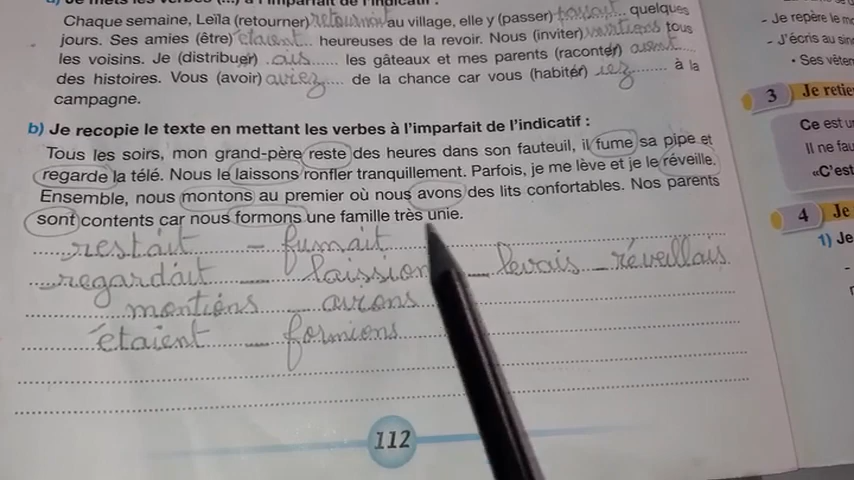 Chaque semaine, Leïla (retourner) retournait au village, elle y (passer) passait quelques
jours. Ses amies (être) étaient heureuses de la revoir. Nous (inviter) invitions tous
les voisins. Je (distribuer) ais les gâteaux et mes parents (raconter) aient
des histoires. Vous (avoir) aviez de la chance car vous (habiter) iez à la
campagne.
b) Je recopie le texte en mettant les verbes à l'imparfait de l'indicatif :
Tous les soirs, mon grand-père reste des heures dans son fauteuil, il fume sa pipe et
regarde la télé. Nous le laissons ronfler tranquillement. Parfois, je me lève et je le réveille.
Ensemble, nous montons au premier où nous avons des lits confortables. Nos parents
sont contents car nous formons une famille très unie.
restait - fumait
regardait - laission - levais - réveillais
montions - avions
étaient - formions
112
- Je repère le
- J'écris au
• Ses
3 Je
Ce est
Il ne
«C'est
4 Je
1) Je